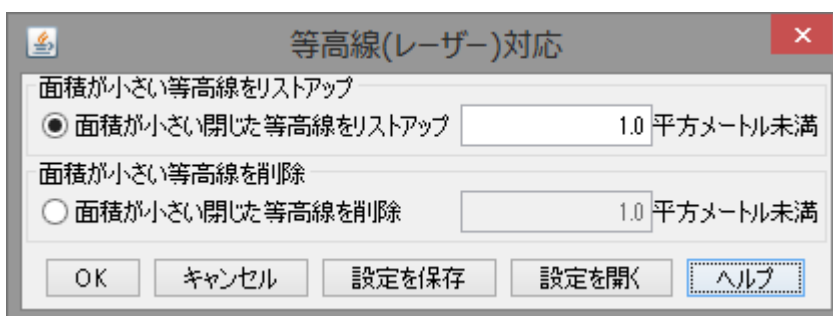 等高線(レーザー)対応
面積が小さい等高線をリストアップ
面積が小さい閉じた等高線をリストアップ 1.0 平方メートル未満
面積が小さい等高線を削除
面積が小さい閉じた等高線を削除 1.0 平方メートル未満
OK キャンセル 設定を保存 設定を開く ヘルプ